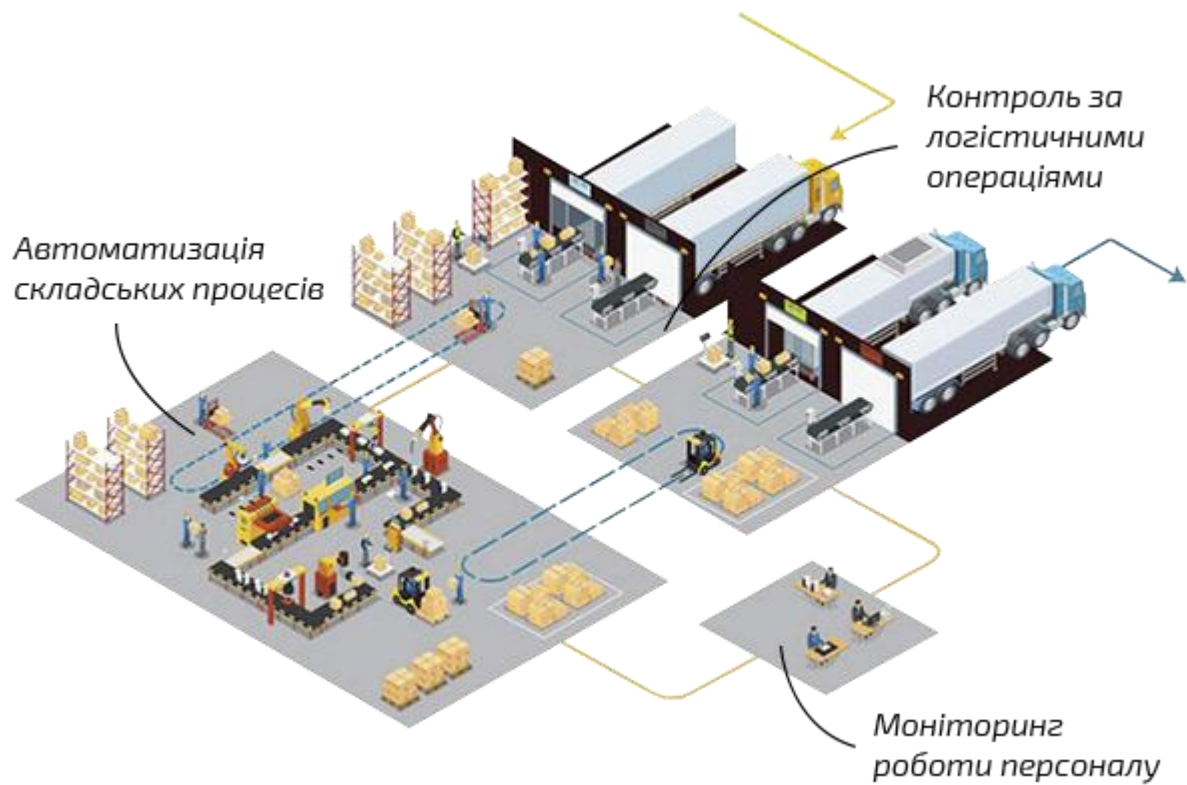 Контроль за
логістичними
операціями
Автоматизація
складських процесів
Моніторинг
роботи персоналу